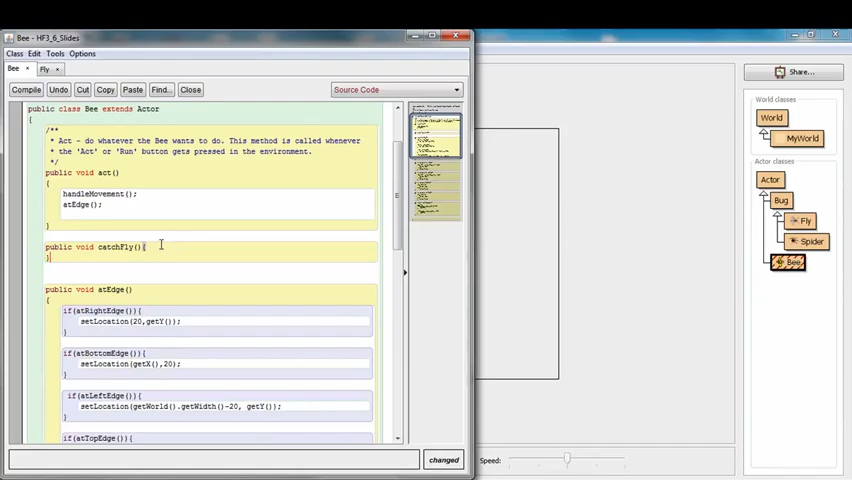 Bee - HF3_6_Slides
Class Edit Tools Options
Bee × Fly ×
Compile Undo Cut Copy Paste Find... Close Source Code
Share...
public class Bee extends Actor
{
/**
* Act - do whatever the Bee wants to do. This method is called whenever
* the 'Act' or 'Run' button gets pressed in the environment.
*/
public void act()
{
handleMovement();
atEdge();
}
public void catchFly(){
}
public void atEdge()
{
if(atRightEdge()){
setLocation(20,getY());
}
if(atBottomEdge()){
setLocation(getX(),20);
}
if(atLeftEdge()){
setLocation(getWorld().getWidth()-20, getY());
}
if(atTopEdge()){
changed
Speed:
World classes
World
MyWorld
Actor classes
Actor
Bug
Fly
Spider
Bee